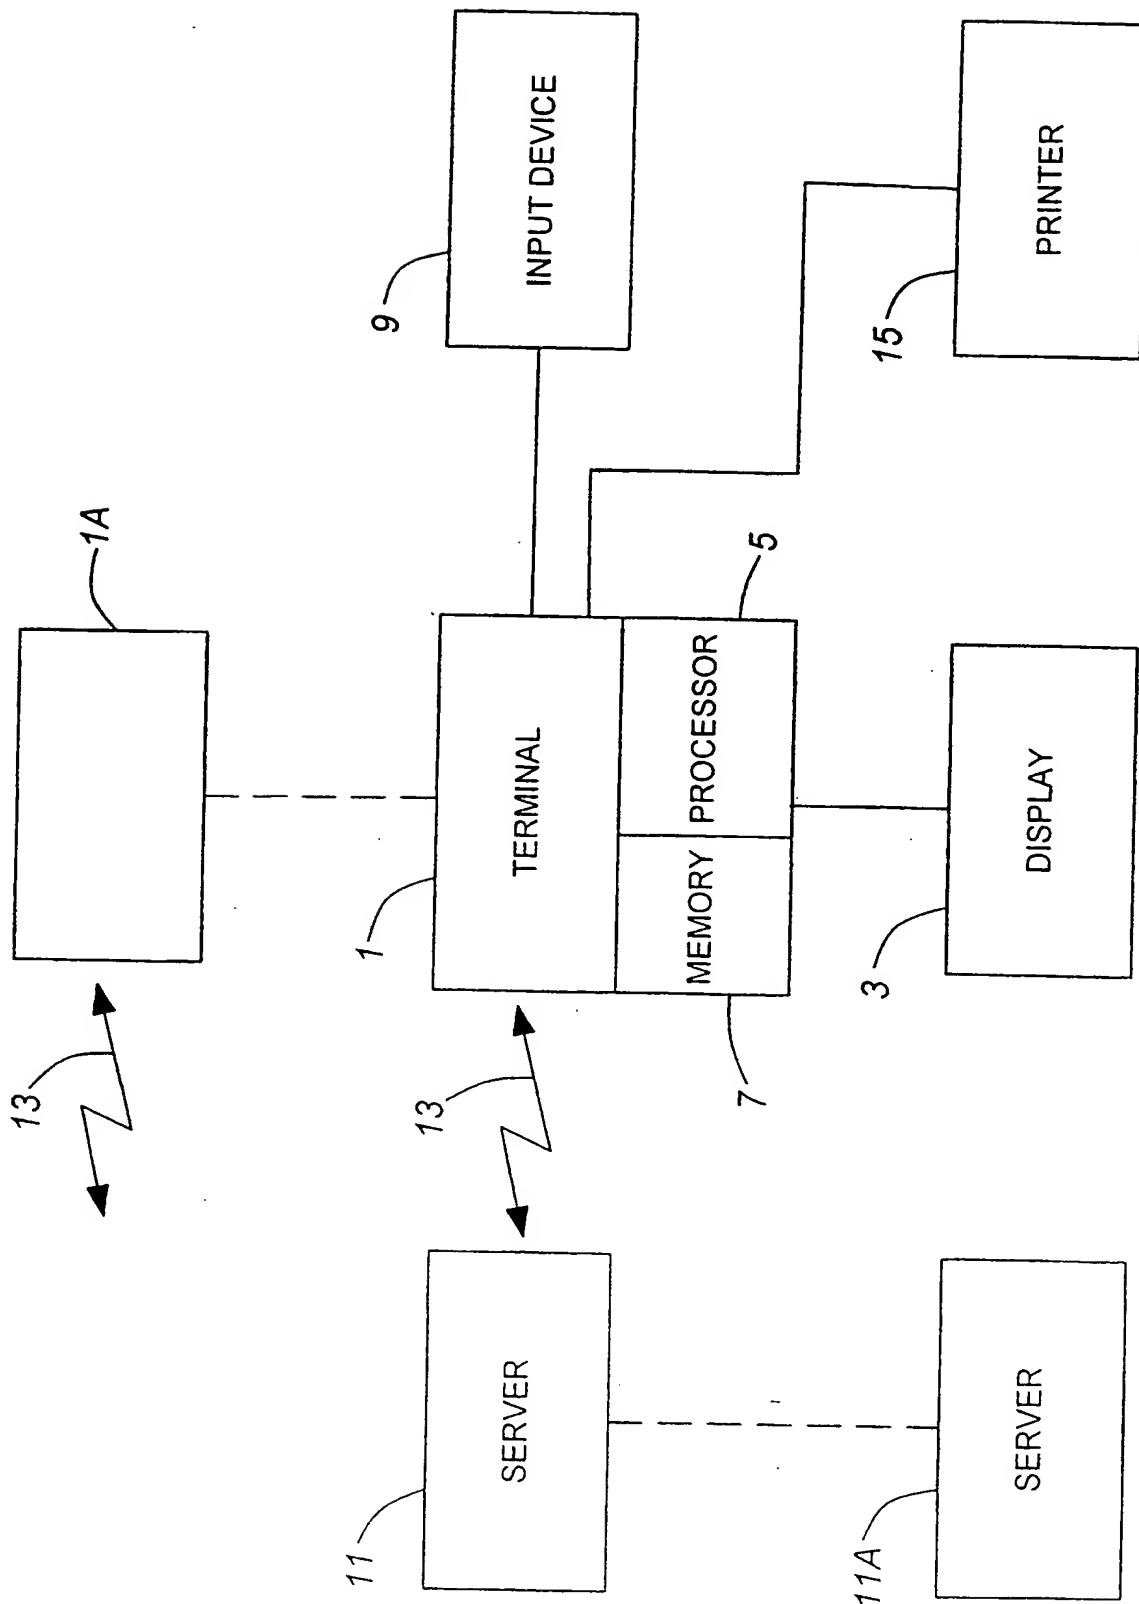 13
1A
11
1
9
13
SERVER
TERMINAL
INPUT DEVICE
MEMORY
PROCESSOR
7
5
11A
3
15
SERVER
DISPLAY
PRINTER